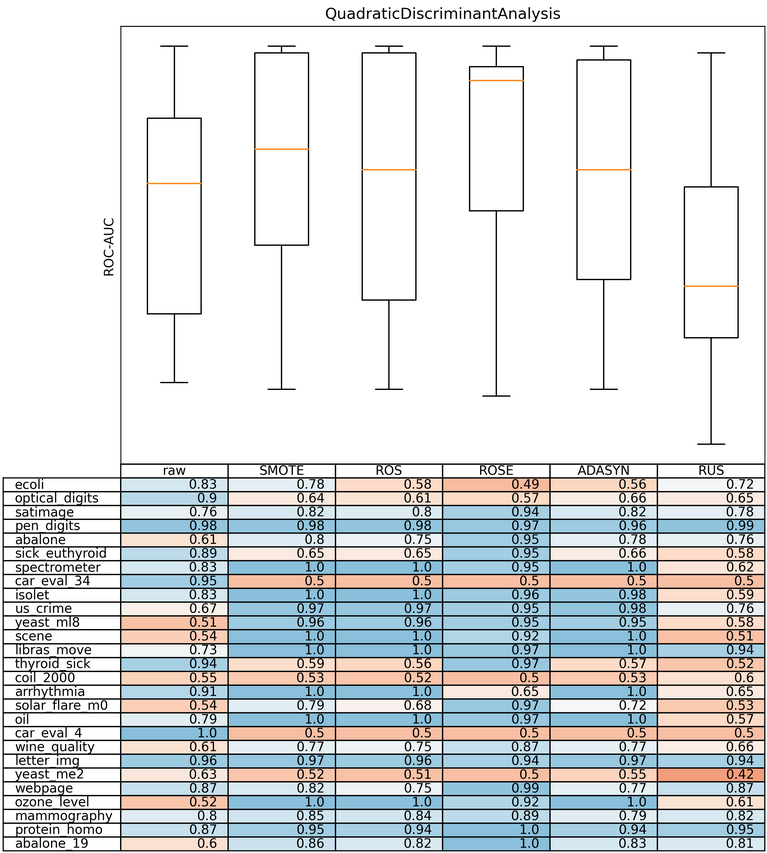 QuadraticDiscriminantAnalysis
ROC-AUC
raw SMOTE ROS ROSE ADASYN RUS
ecoli 0.83 0.78 0.58 0.49 0.56 0.72
optical_digits 0.9 0.64 0.61 0.57 0.66 0.65
satimage 0.76 0.82 0.8 0.94 0.82 0.78
pen_digits 0.98 0.98 0.98 0.97 0.96 0.99
abalone 0.61 0.8 0.75 0.95 0.78 0.76
sick_euthyroid 0.89 0.65 0.65 0.95 0.66 0.58
spectrometer 0.83 1.0 1.0 0.95 1.0 0.62
car_eval_34 0.95 0.5 0.5 0.5 0.5 0.5
isolet 0.83 1.0 1.0 0.96 0.98 0.59
us_crime 0.67 0.97 0.97 0.95 0.98 0.76
yeast_ml8 0.51 0.96 0.96 0.95 0.95 0.58
scene 0.54 1.0 1.0 0.92 1.0 0.51
libras_move 0.73 1.0 1.0 0.97 1.0 0.94
thyroid_sick 0.94 0.59 0.56 0.97 0.57 0.52
coil_2000 0.55 0.53 0.52 0.5 0.53 0.6
arrhythmia 0.91 1.0 1.0 0.65 1.0 0.65
solar_flare_m0 0.54 0.79 0.68 0.97 0.72 0.53
oil 0.79 1.0 1.0 0.97 1.0 0.57
car_eval_4 1.0 0.5 0.5 0.5 0.5 0.5
wine_quality 0.61 0.77 0.75 0.87 0.77 0.66
letter_img 0.96 0.97 0.96 0.94 0.97 0.94
yeast_me2 0.63 0.52 0.51 0.5 0.55 0.42
webpage 0.87 0.82 0.75 0.99 0.77 0.87
ozone_level 0.52 1.0 1.0 0.92 1.0 0.61
mammography 0.8 0.85 0.84 0.89 0.79 0.82
protein_homo 0.87 0.95 0.94 1.0 0.94 0.95
abalone_19 0.6 0.86 0.82 1.0 0.83 0.81